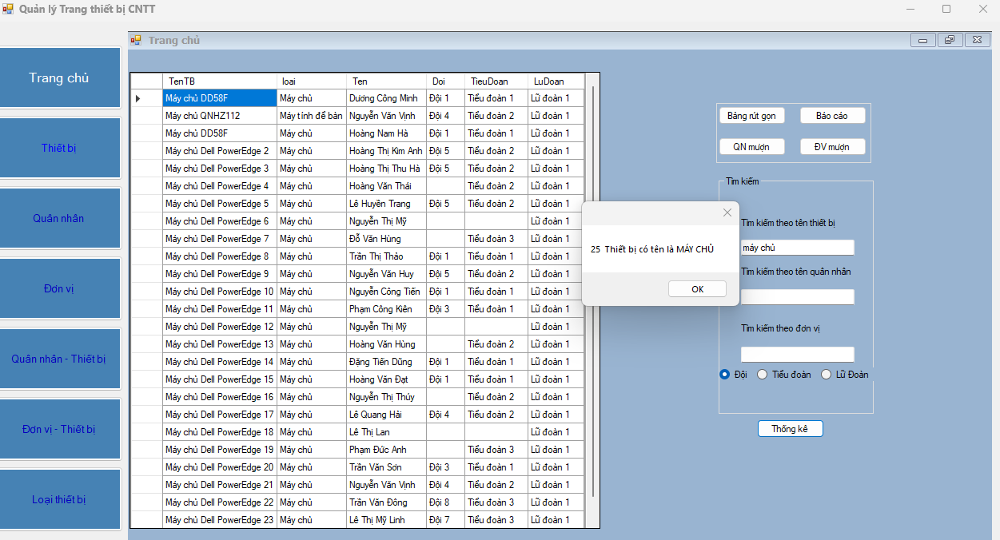 Quản lý Trang thiết bị CNTT
Trang chủ
Thiết bị
Quân nhân
Đơn vị
Quân nhân - Thiết bị
Đơn vị - Thiết bị
Loại thiết bị
Trang chủ
TenTB loai Ten Doi TieuDoan LuDoan
Máy chủ DD58F Máy chủ Dương Công Minh Đội 1 Tiểu đoàn 1 Lữ đoàn 1
Máy chủ QNHZ112 Máy tính để bàn Nguyễn Văn Vịnh Đội 4 Tiểu đoàn 2 Lữ đoàn 1
Máy chủ DD58F Máy chủ Hoàng Nam Hà Đội 1 Tiểu đoàn 1 Lữ đoàn 1
Máy chủ Dell PowerEdge 2 Máy chủ Hoàng Thị Kim Anh Đội 5 Tiểu đoàn 2 Lữ đoàn 1
Máy chủ Dell PowerEdge 3 Máy chủ Hoàng Thị Thu Hà Đội 5 Tiểu đoàn 2 Lữ đoàn 1
Máy chủ Dell PowerEdge 4 Máy chủ Hoàng Văn Thái Tiểu đoàn 2 Lữ đoàn 1
Máy chủ Dell PowerEdge 5 Máy chủ Lê Huyền Trang Đội 5 Tiểu đoàn 2 Lữ đoàn 1
Máy chủ Dell PowerEdge 6 Máy chủ Nguyễn Thị Mỹ Lữ đoàn 1
Máy chủ Dell PowerEdge 7 Máy chủ Đỗ Văn Hùng Tiểu đoàn 3 Lữ đoàn 1
Máy chủ Dell PowerEdge 8 Máy chủ Trần Thị Thảo Đội 1 Tiểu đoàn 1 Lữ đoàn 1
Máy chủ Dell PowerEdge 9 Máy chủ Nguyễn Văn Huy Đội 5 Tiểu đoàn 2 Lữ đoàn 1
Máy chủ Dell PowerEdge 10 Máy chủ Nguyễn Công Tiến Đội 1 Tiểu đoàn 1 Lữ đoàn 1
Máy chủ Dell PowerEdge 11 Máy chủ Phạm Công Kiên Đội 3 Tiểu đoàn 1 Lữ đoàn 1
Máy chủ Dell PowerEdge 12 Máy chủ Nguyễn Thị Mỹ Lữ đoàn 1
Máy chủ Dell PowerEdge 13 Máy chủ Hoàng Văn Hùng Tiểu đoàn 2 Lữ đoàn 1
Máy chủ Dell PowerEdge 14 Máy chủ Đặng Tiến Dũng Đội 1 Tiểu đoàn 1 Lữ đoàn 1
Máy chủ Dell PowerEdge 15 Máy chủ Hoàng Văn Đạt Đội 1 Tiểu đoàn 1 Lữ đoàn 1
Máy chủ Dell PowerEdge 16 Máy chủ Nguyễn Thị Thúy Tiểu đoàn 2 Lữ đoàn 1
Máy chủ Dell PowerEdge 17 Máy chủ Lê Quang Hải Đội 4 Tiểu đoàn 2 Lữ đoàn 1
Máy chủ Dell PowerEdge 18 Máy chủ Lê Thị Lan Lữ đoàn 1
Máy chủ Dell PowerEdge 19 Máy chủ Phạm Đức Anh Tiểu đoàn 3 Lữ đoàn 1
Máy chủ Dell PowerEdge 20 Máy chủ Trần Văn Sơn Đội 3 Tiểu đoàn 1 Lữ đoàn 1
Máy chủ Dell PowerEdge 21 Máy chủ Nguyễn Văn Vịnh Đội 4 Tiểu đoàn 2 Lữ đoàn 1
Máy chủ Dell PowerEdge 22 Máy chủ Trần Văn Đông Đội 8 Tiểu đoàn 3 Lữ đoàn 1
Máy chủ Dell PowerEdge 23 Máy chủ Lê Thị Mỹ Linh Đội 7 Tiểu đoàn 3 Lữ đoàn 1
25 Thiết bị có tên là MÁY CHỦ
OK
Bảng rút gọn Báo cáo
QN mượn ĐV mượn
Tìm kiếm
Tìm kiếm theo tên thiết bị
máy chủ
Tìm kiếm theo tên quân nhân
Tìm kiếm theo đơn vị
Đội Tiểu đoàn Lữ Đoàn
Thống kê